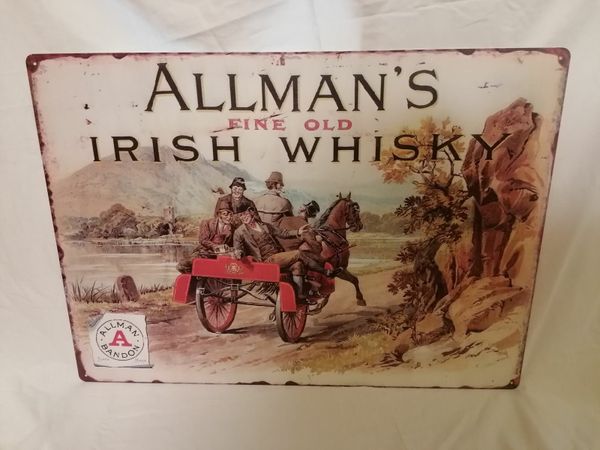 ALLMAN'S
FINE OLD
IRISH WHISKY
ALLMAN
A
BANDON